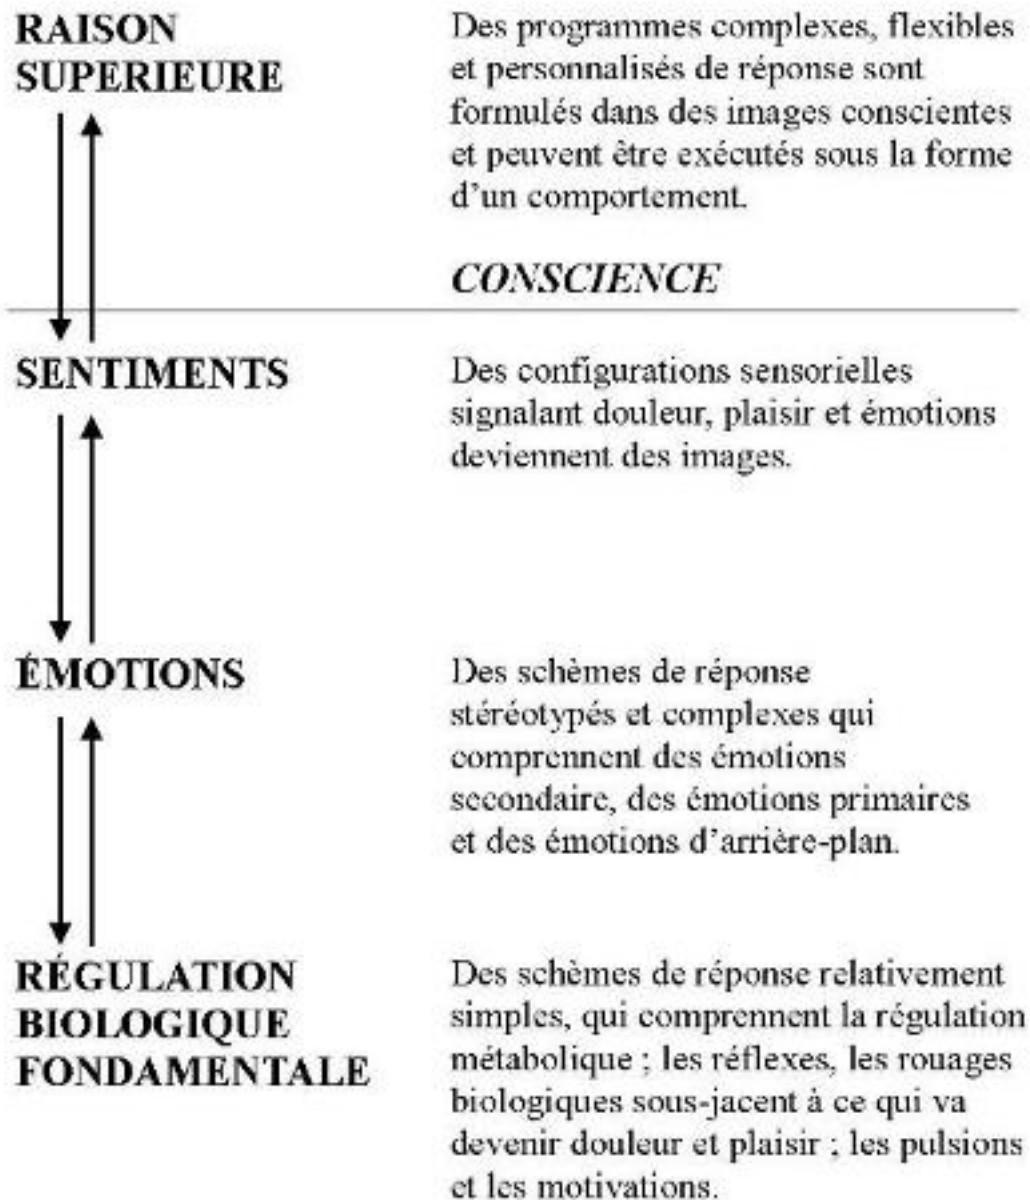 RAISON
SUPERIEURE
Des programmes complexes, flexibles
et personnalisés de réponse sont
formulés dans des images conscientes
et peuvent être exécutés sous la forme
d'un comportement.
CONSCIENCE
SENTIMENTS
Des configurations sensorielles
signalant douleur, plaisir et émotions
deviennent des images.
ÉMOTIONS
Des schèmes de réponse
stéréotypés et complexes qui
comprennent des émotions
secondaire, des émotions primaires
et des émotions d'arrière-plan.
RÉGULATION
BIOLOGIQUE
FONDAMENTALE
Des schèmes de réponse relativement
simples, qui comprennent la régulation
métabolique ; les réflexes, les rouages
biologiques sous-jacent à ce qui va
devenir douleur et plaisir ; les pulsions
et les motivations.